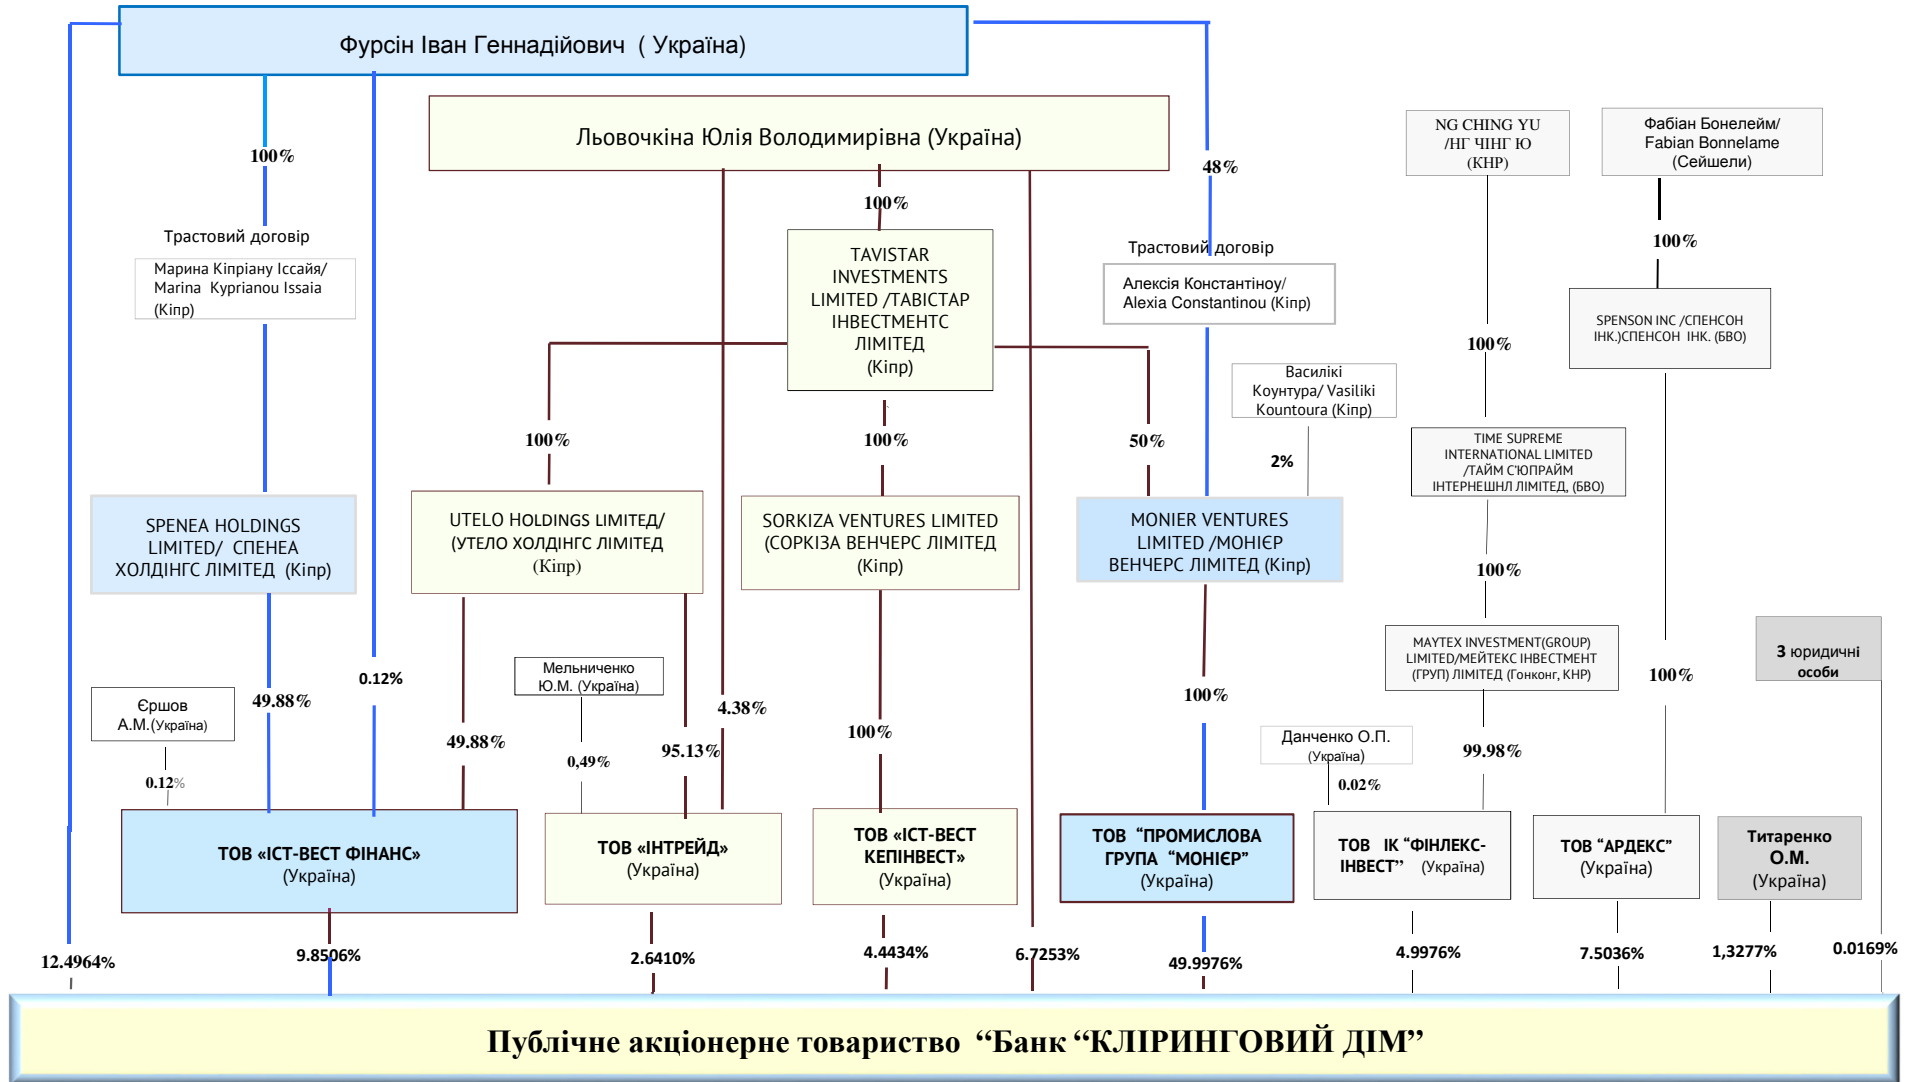 Фурсін Іван Геннадійович ( Україна)
Льовочкіна Юлія Володимирівна (Україна)
NG CHING YU
/НГ ЧІНГ Ю
(КНР)
Фабіан Бонелейм/
Fabian Bonnelame
(Сейшели)
100%
48%
100%
100%
Трастовий договір
Марина Кіпріану Іссайя/
Marina Kyprianou Issaia
(Кіпр)
TAVISTAR
INVESTMENTS
LIMITED /ТАВІСТАР
ІНВЕСТМЕНТС
ЛІМІТЕД
(Кіпр)
Трастовий договір
Алексія Константіноу/
Alexia Constantinou (Кіпр)
SPENSON INC /СПЕНСОН
ІНК.)СПЕНСОН ІНК. (БВО)
100%
Василікі
Коунтура/ Vasiliki
Kountoura (Кіпр)
100%
100%
50%
2%
TIME SUPREME
INTERNATIONAL LIMITED
/ТАЙМ С'ЮПРАЙМ
ІНТЕРНЕШНЛ ЛІМІТЕД, (БВО)
SPENEA HOLDINGS
LIMITED/ СПЕНЕА
ХОЛДІНГС ЛІМІТЕД (Кіпр)
UTELO HOLDINGS LIMITED/
(УТЕЛО ХОЛДІНГС ЛІМІТЕД
(Кіпр)
SORKIZA VENTURES LIMITED
(СОРКІЗА ВЕНЧЕРС ЛІМІТЕД
(Кіпр)
MONIER VENTURES
LIMITED /МОНІЄР
ВЕНЧЕРС ЛІМІТЕД (Кіпр)
100%
MAYTEX INVESTMENT(GROUP)
LIMITED/МЕЙТЕКС ІНВЕСТМЕНТ
(ГРУП) ЛІМІТЕД (Гонконг, КНР)
3 юридичні
особи
Єршов
А.М.(Україна)
49.88%
0.12%
Мельниченко
Ю.М. (Україна)
4.38%
100%
100%
49.88%
95.13%
100%
Данченко О.П.
(Україна)
99.98%
0.12%
0,49%
0.02%
ТОВ «ІСТ-ВЕСТ ФІНАНС»
(Україна)
ТОВ «ІНТРЕЙД»
(Україна)
ТОВ «ІСТ-ВЕСТ
КЕПІНВЕСТ»
(Україна)
ТОВ “ПРОМИСЛОВА
ГРУПА “МОНІЄР”
(Україна)
ТОВ ІК “ФІНЛЕКС-
ІНВЕСТ” (Україна)
ТОВ “АРДЕКС”
(Україна)
Титаренко
О.М.
(Україна)
12.4964%
9.8506%
2.6410%
4.4434%
6.7253%
49.9976%
4.9976%
7.5036%
1,3277%
0.0169%
Публічне акціонерне товариство “Банк “КЛІРИНГОВИЙ ДІМ”